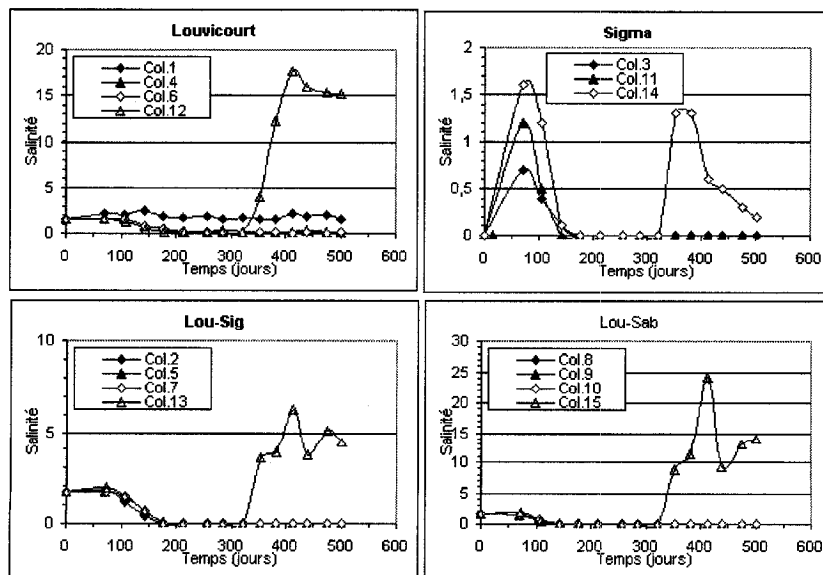 Louvicourt
20
15
10
5
0
Salinité
Col.1
Col.4
Col.6
Col.12
0 100 200 300 400 500 600
Temps (jours)
Sigma
2
1,5
1
0,5
0
Salinité
Col.3
Col.11
Col.14
0 100 200 300 400 500 600
Temps (jours)
Lou-Sig
10
5
0
Salinité
Col.2
Col.5
Col.7
Col.13
0 100 200 300 400 500 600
Temps (jours)
Lou-Sab
30
25
20
15
10
5
0
Salinité
Col.8
Col.9
Col.10
Col.15
0 100 200 300 400 500 600
Temps (jours)